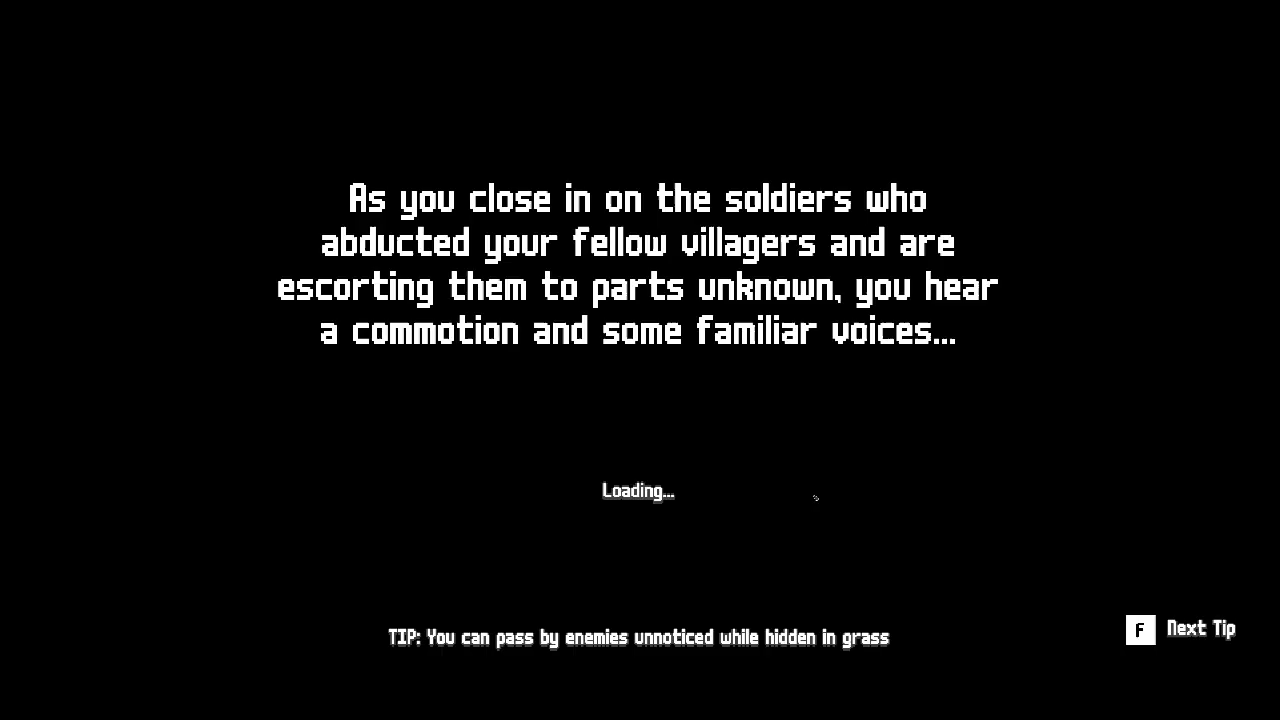 As you close in on the soldiers who
abducted your fellow villagers and are
escorting them to parts unknown, you hear
a commotion and some familiar voices...
Loading...
TIP: You can pass by enemies unnoticed while hidden in grass
F Next Tip